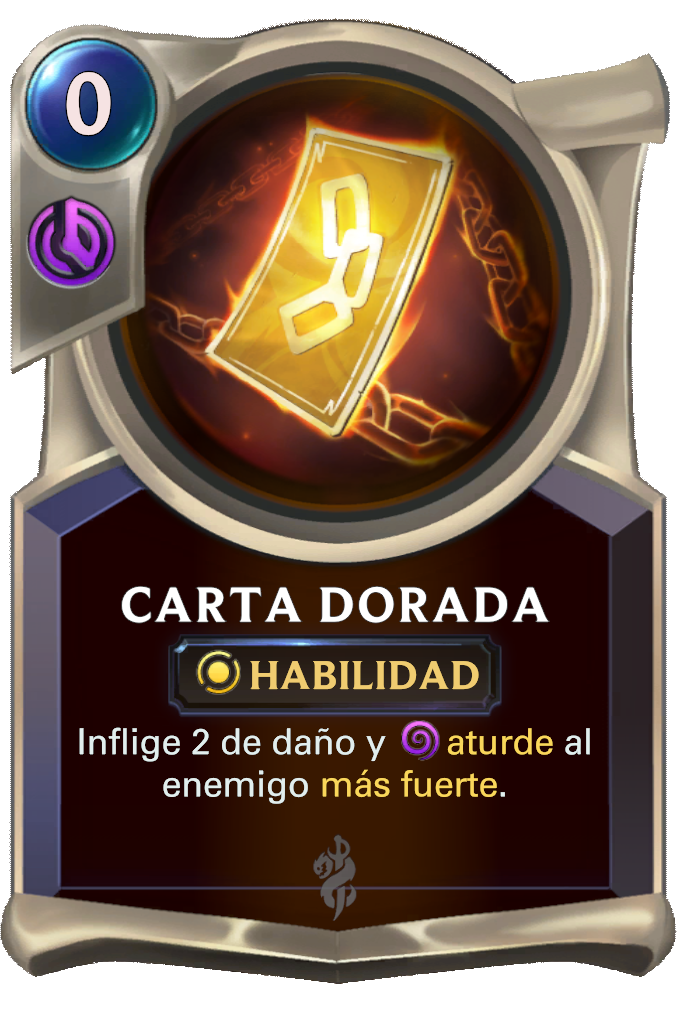 0
CARTA DORADA
HABILIDAD
Inflige 2 de daño y aturde al
enemigo más fuerte.